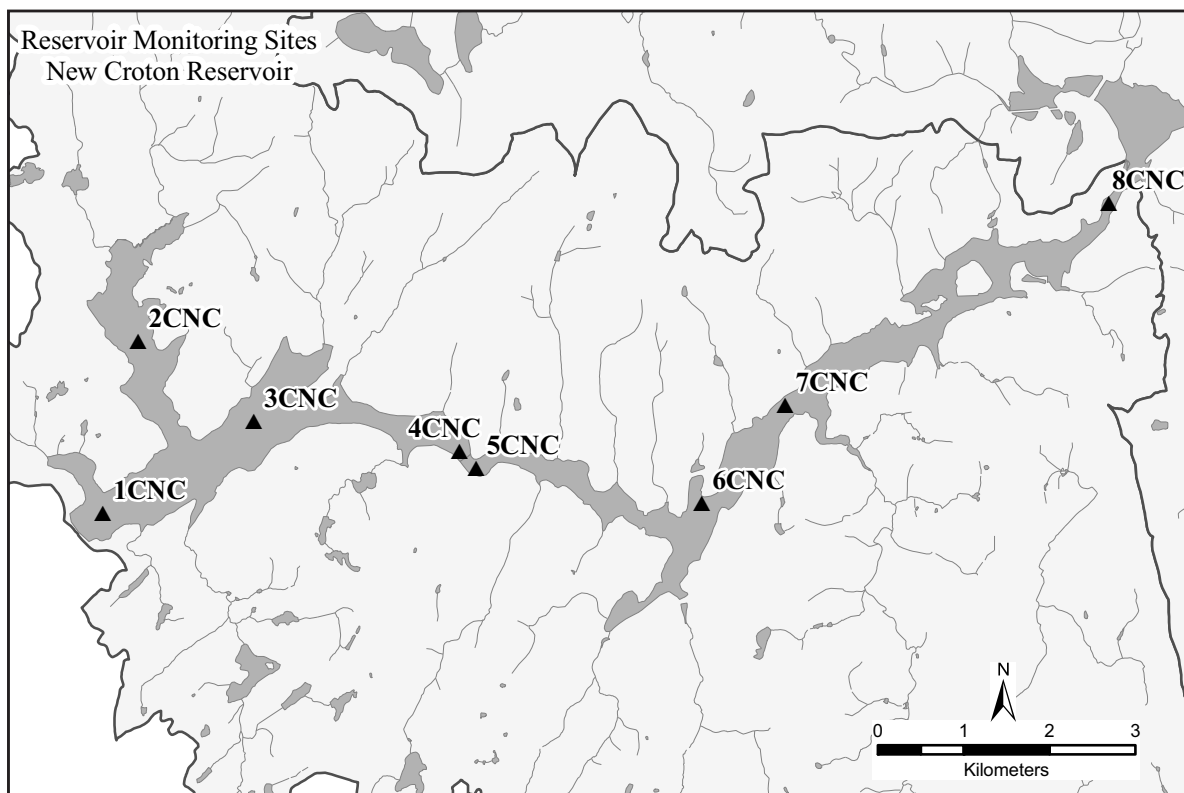 Reservoir Monitoring Sites
New Croton Reservoir
8CNC
2CNC
7CNC
3CNC
4CNC
5CNC
6CNC
1CNC
N
0 1 2 3
Kilometers